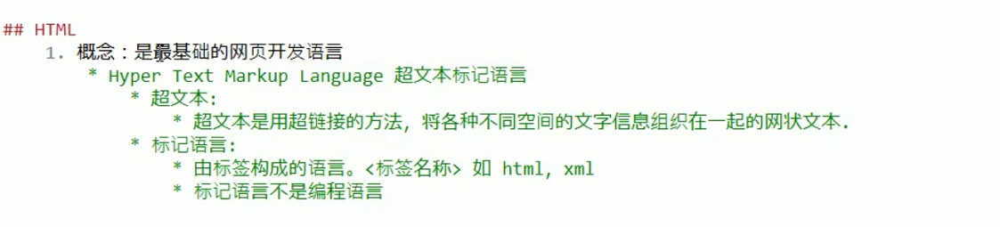 ## HTML
1. 概念：是最基础的网页开发语言
* Hyper Text Markup Language 超文本标记语言
* 超文本:
* 超文本是用超链接的方法，将各种不同空间的文字信息组织在一起的网状文本.
* 标记语言:
* 由标签构成的语言。<标签名称> 如 html, xml
* 标记语言不是编程语言